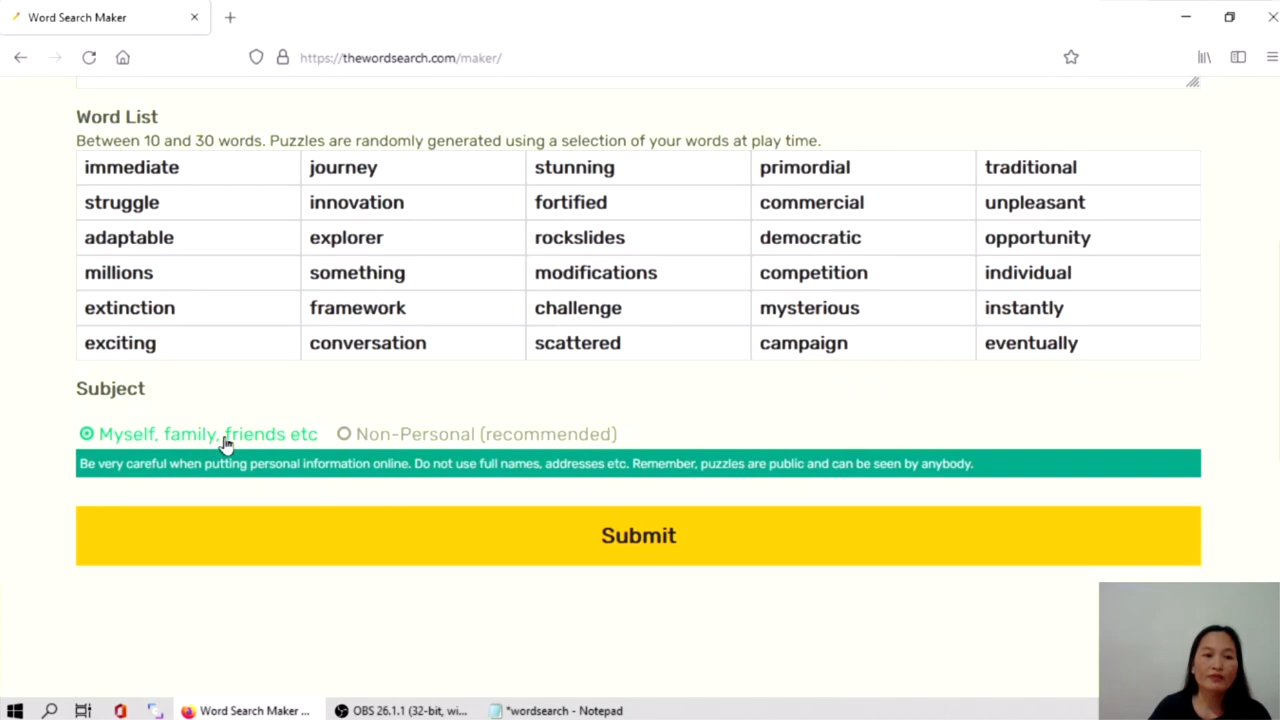 Word Search Maker
https://thewordsearch.com/maker/
Word List
Between 10 and 30 words. Puzzles are randomly generated using a selection of your words at play time.
immediate journey stunning primordial traditional
struggle innovation fortified commercial unpleasant
adaptable explorer rockslides democratic opportunity
millions something modifications competition individual
extinction framework challenge mysterious instantly
exciting conversation scattered campaign eventually
Subject
Myself, family, friends etc Non-Personal (recommended)
Be very careful when putting personal information online. Do not use full names, addresses etc. Remember, puzzles are public and can be seen by anybody.
Submit
Word Search Maker ... OBS 26.1.1 (32-bit, wi... *wordsearch - Notepad